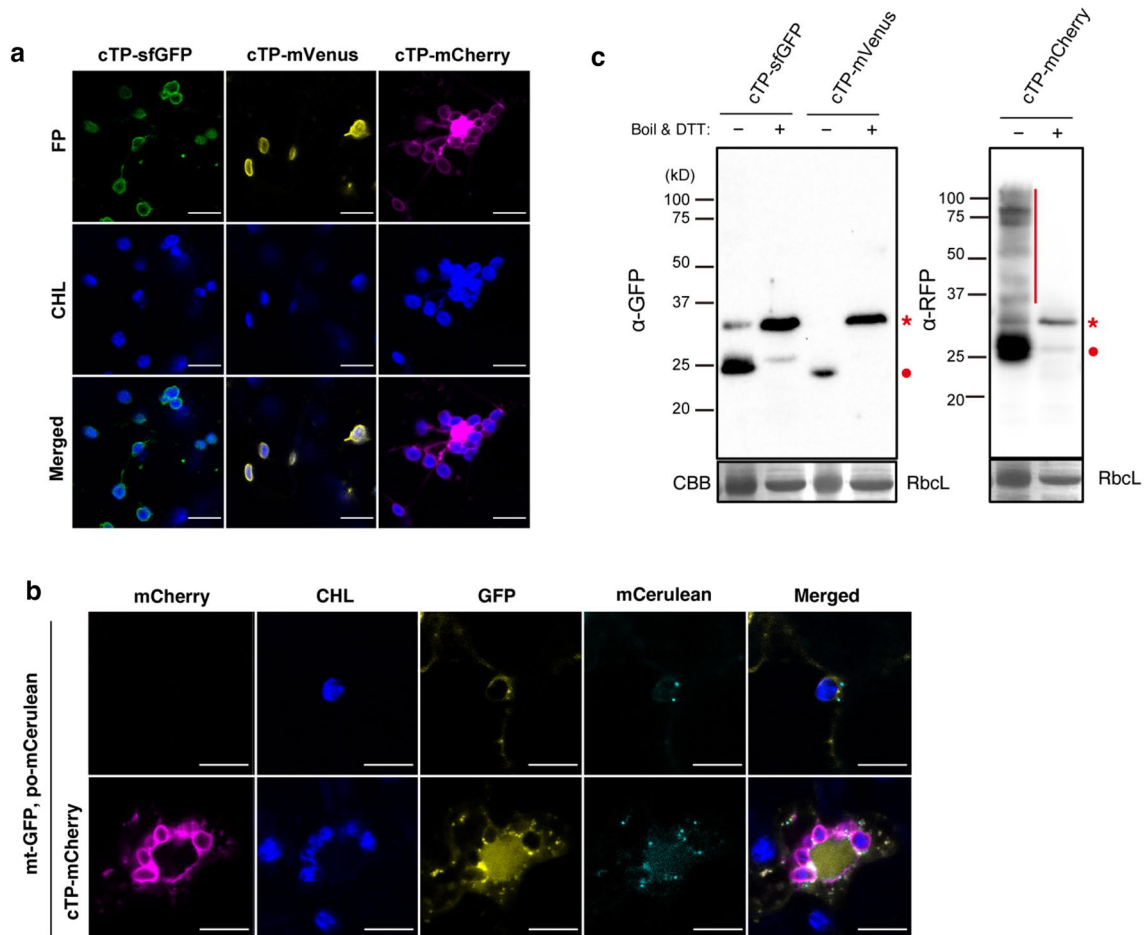 a
cTP-sfGFP cTP-mVenus cTP-mCherry
FP
CHL
Merged
c
cTP-sfGFP
cTP-mVenus
Boil & DTT: – + – +
(kD)
100
75
50
37
25
20
α-GFP
*
●
CBB RbcL
cTP-mCherry
– +
100
75
50
37
25
20
α-RFP
*
●
RbcL
b
mCherry CHL GFP mCerulean Merged
mt-GFP, po-mCerulean
cTP-mCherry